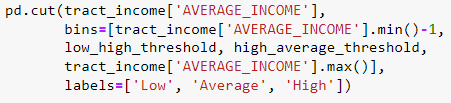 pd.cut(tract_income['AVERAGE_INCOME'],
bins=[tract_income['AVERAGE_INCOME'].min()-1,
low_high_threshold, high_average_threshold,
tract_income['AVERAGE_INCOME'].max()],
labels=['Low', 'Average', 'High'])